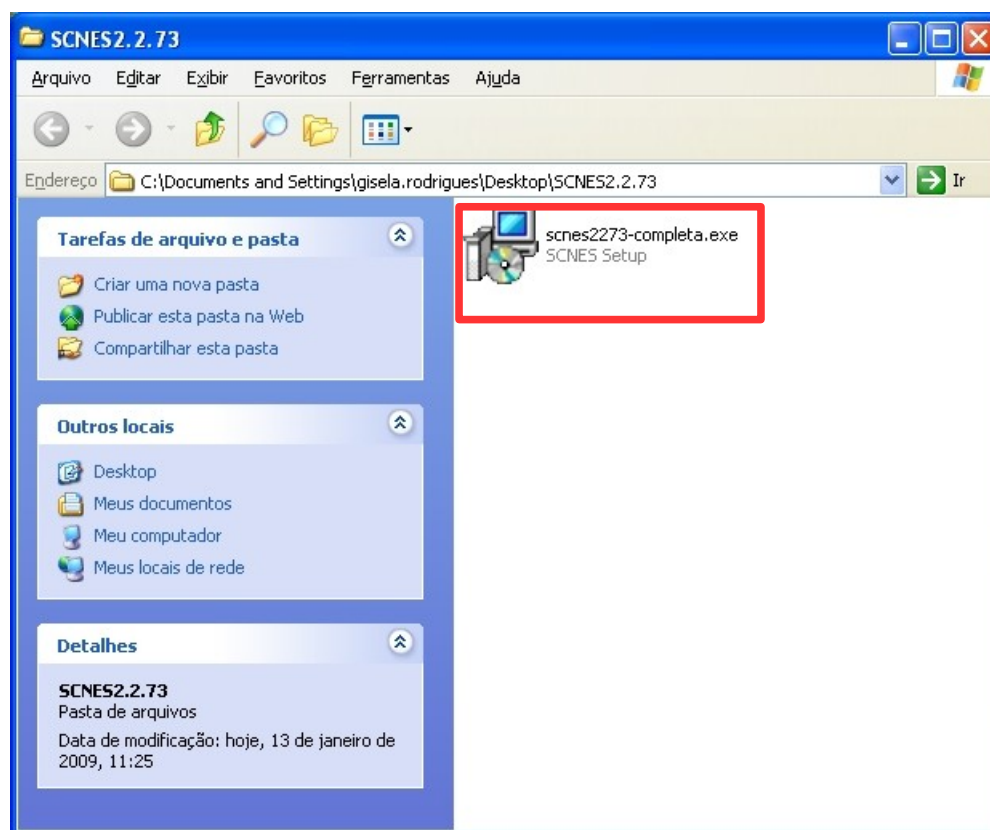 SCNES2.2.73
Arquivo Editar Exibir Favoritos Ferramentas Ajuda
Endereço C:\Documents and Settings\gisela.rodrigues\Desktop\SCNES2.2.73 Ir
Tarefas de arquivo e pasta
Criar uma nova pasta
Publicar esta pasta na Web
Compartilhar esta pasta
Outros locais
Desktop
Meus documentos
Meu computador
Meus locais de rede
Detalhes
SCNES2.2.73
Pasta de arquivos
Data de modificação: hoje, 13 de janeiro de
2009, 11:25
scnes2273-completa.exe
SCNES Setup